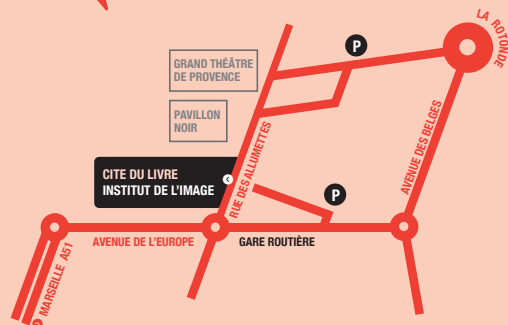 LA ROTONDE
P
GRAND THÉÂTRE
DE PROVENCE
PAVILLON
NOIR
RUE DES ALLUMETTES
AVENUE DES BELGES
CITE DU LIVRE
INSTITUT DE L'IMAGE
P
AVENUE DE L'EUROPE
GARE ROUTIÈRE
MARSEILLE A51